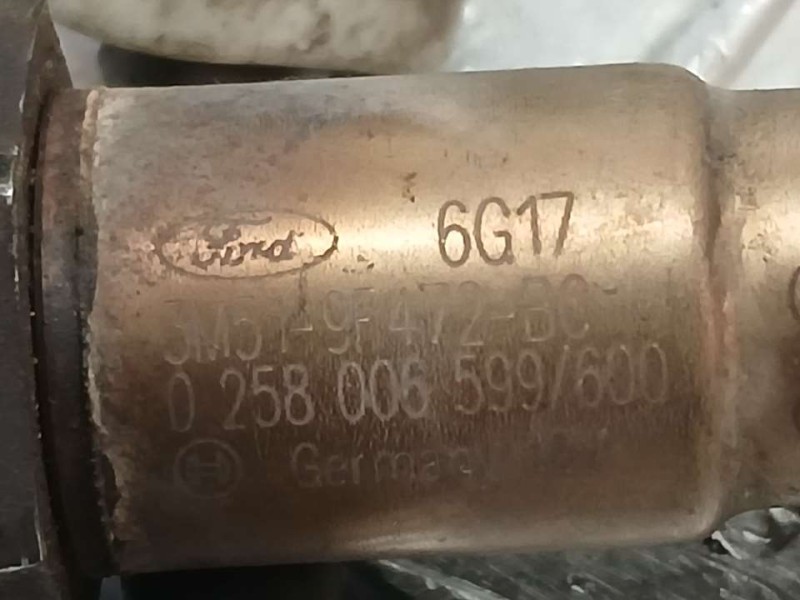 Ford 6G17
3M51-9F472-BC
0 258 006 599/600
Germany